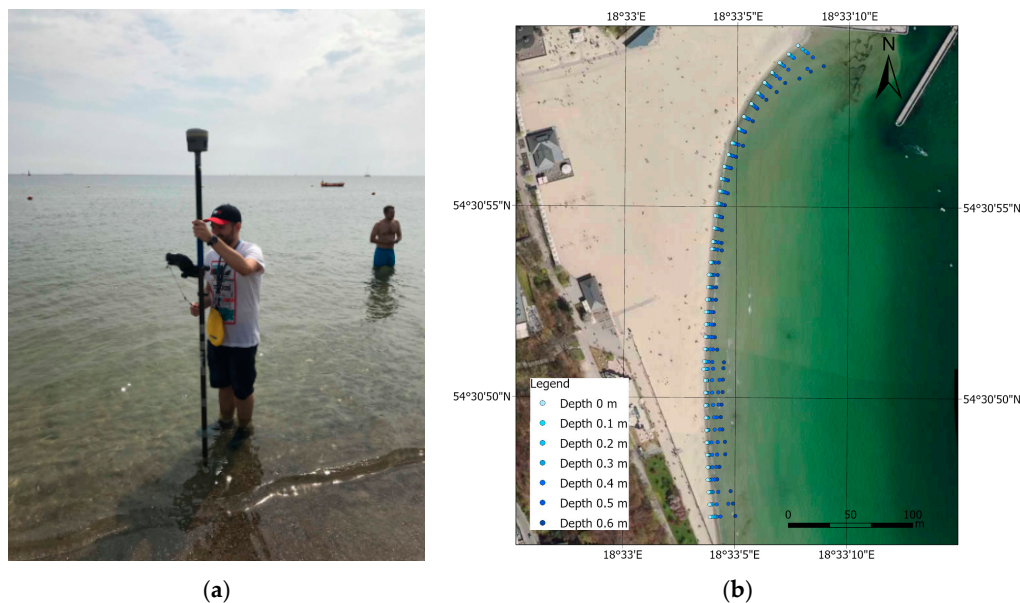 18°33'E 18°33'5"E 18°33'10"E
N
54°30'55"N 54°30'55"N
54°30'50"N 54°30'50"N
Legend
Depth 0 m
Depth 0.1 m
Depth 0.2 m
Depth 0.3 m
Depth 0.4 m
Depth 0.5 m
Depth 0.6 m
0 50 100
m
18°33'E 18°33'5"E 18°33'10"E
(a) (b)